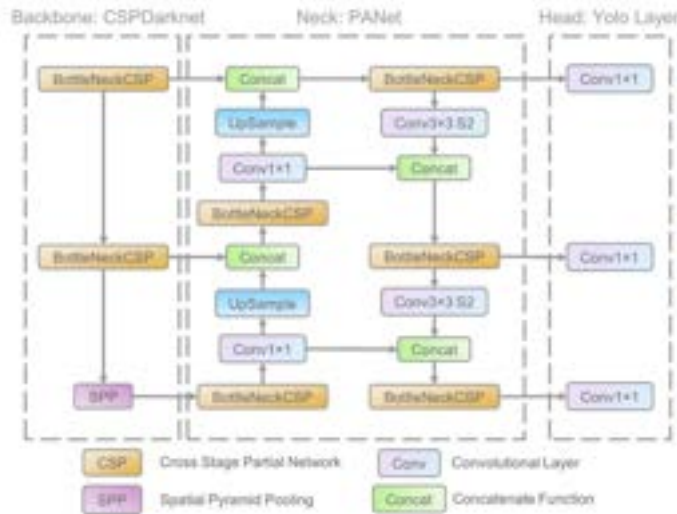 Backbone: CSPDarknet Neck: PANet Head: Yolo Layer
BottleNeckCSP Concat BottleNeckCSP Conv1×1
UpSample Conv3×3 S2
Conv1×1 Concat
BottleNeckCSP
BottleNeckCSP Concat BottleNeckCSP Conv1×1
UpSample Conv3×3 S2
Conv1×1 Concat
SPP BottleNeckCSP BottleNeckCSP Conv1×1
CSP Cross Stage Partial Network Conv Convolutional Layer
SPP Spatial Pyramid Pooling Concat Concatenate Function